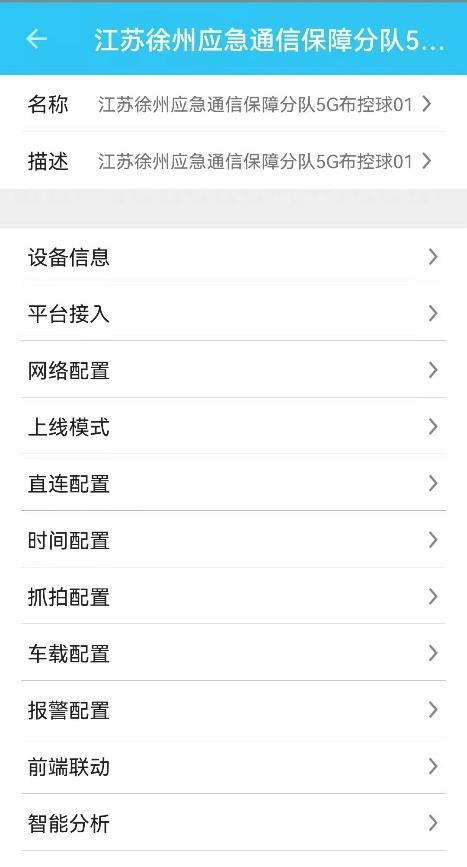 江苏徐州应急通信保障分队5...
名称 江苏徐州应急通信保障分队5G布控球01
描述 江苏徐州应急通信保障分队5G布控球01
设备信息
平台接入
网络配置
上线模式
直连配置
时间配置
抓拍配置
车载配置
报警配置
前端联动
智能分析